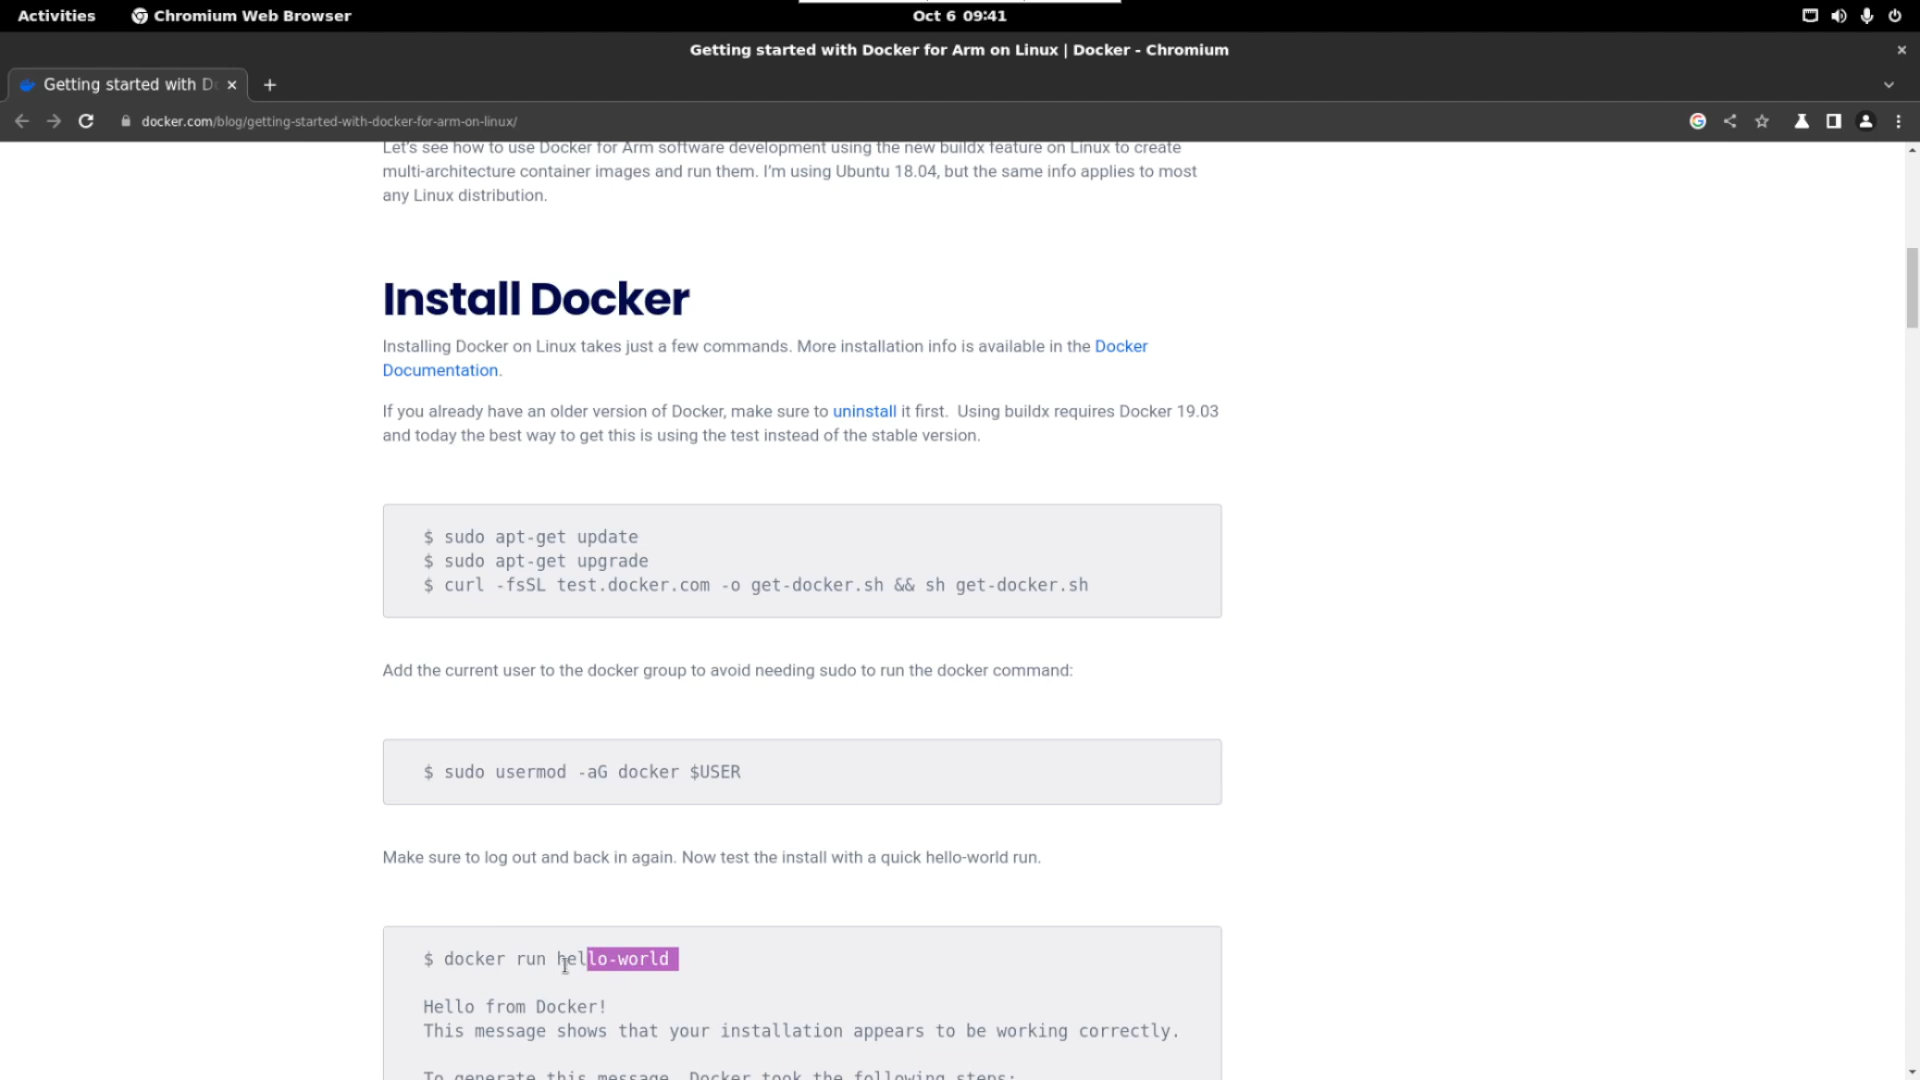 Activities
Chromium Web Browser
Oct 6 09:41
Getting started with Docker for Arm on Linux | Docker - Chromium
Getting started with D
docker.com/blog/getting-started-with-docker-for-arm-on-linux/
Let's see how to use Docker for Arm software development using the new buildx feature on Linux to create
multi-architecture container images and run them. I'm using Ubuntu 18.04, but the same info applies to most
any Linux distribution.
Install Docker
Installing Docker on Linux takes just a few commands. More installation info is available in the Docker
Documentation.
If you already have an older version of Docker, make sure to uninstall it first. Using buildx requires Docker 19.03
and today the best way to get this is using the test instead of the stable version.
$ sudo apt-get update
$ sudo apt-get upgrade
$ curl -fsSL test.docker.com -o get-docker.sh && sh get-docker.sh
Add the current user to the docker group to avoid needing sudo to run the docker command:
$ sudo usermod -aG docker $USER
Make sure to log out and back in again. Now test the install with a quick hello-world run.
$ docker run hello-world
Hello from Docker!
This message shows that your installation appears to be working correctly.
To generate this message, Docker took the following steps: